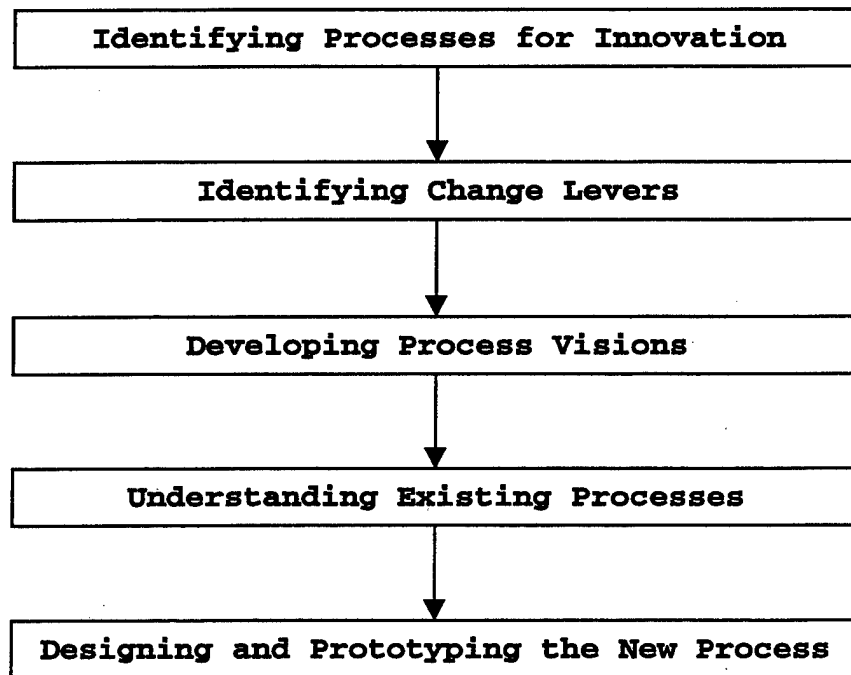 Identifying Processes for Innovation
Identifying Change Levers
Developing Process Visions
Understanding Existing Processes
Designing and Prototyping the New Process